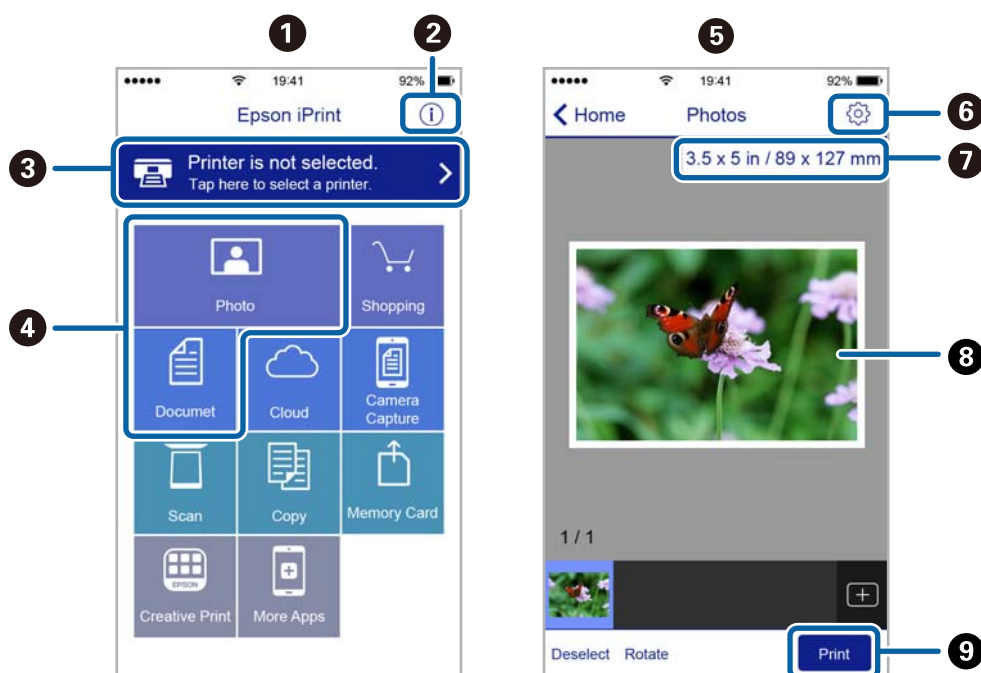 1
2
5
19:41
92%
19:41
92%
Epson iPrint
i
Home
Photos
6
3
Printer is not selected.
Tap here to select a printer.
3.5 x 5 in / 89 x 127 mm
7
Photo
Shopping
4
8
Documet
Cloud
Camera
Capture
Scan
Copy
Memory Card
1 / 1
EPSON
Creative Print
More Apps
Deselect
Rotate
Print
9